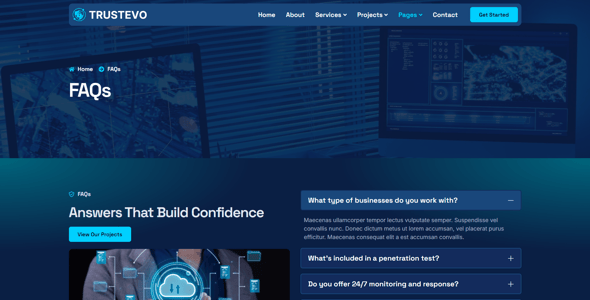 TRUSTEVO
Home About Services Projects Pages Contact Get Started
Home FAQs
FAQs
FAQs
Answers That Build Confidence
View Our Projects
What type of businesses do you work with?
Maecenas ullamcorper tempor lectus vulputate semper. Suspendisse vel
convallis nunc. Donec dictum metus ut lorem accumsan, vel placerat purus
efficitur. Maecenas consequat elit a est accumsan convallis.
What's included in a penetration test?
Do you offer 24/7 monitoring and response?